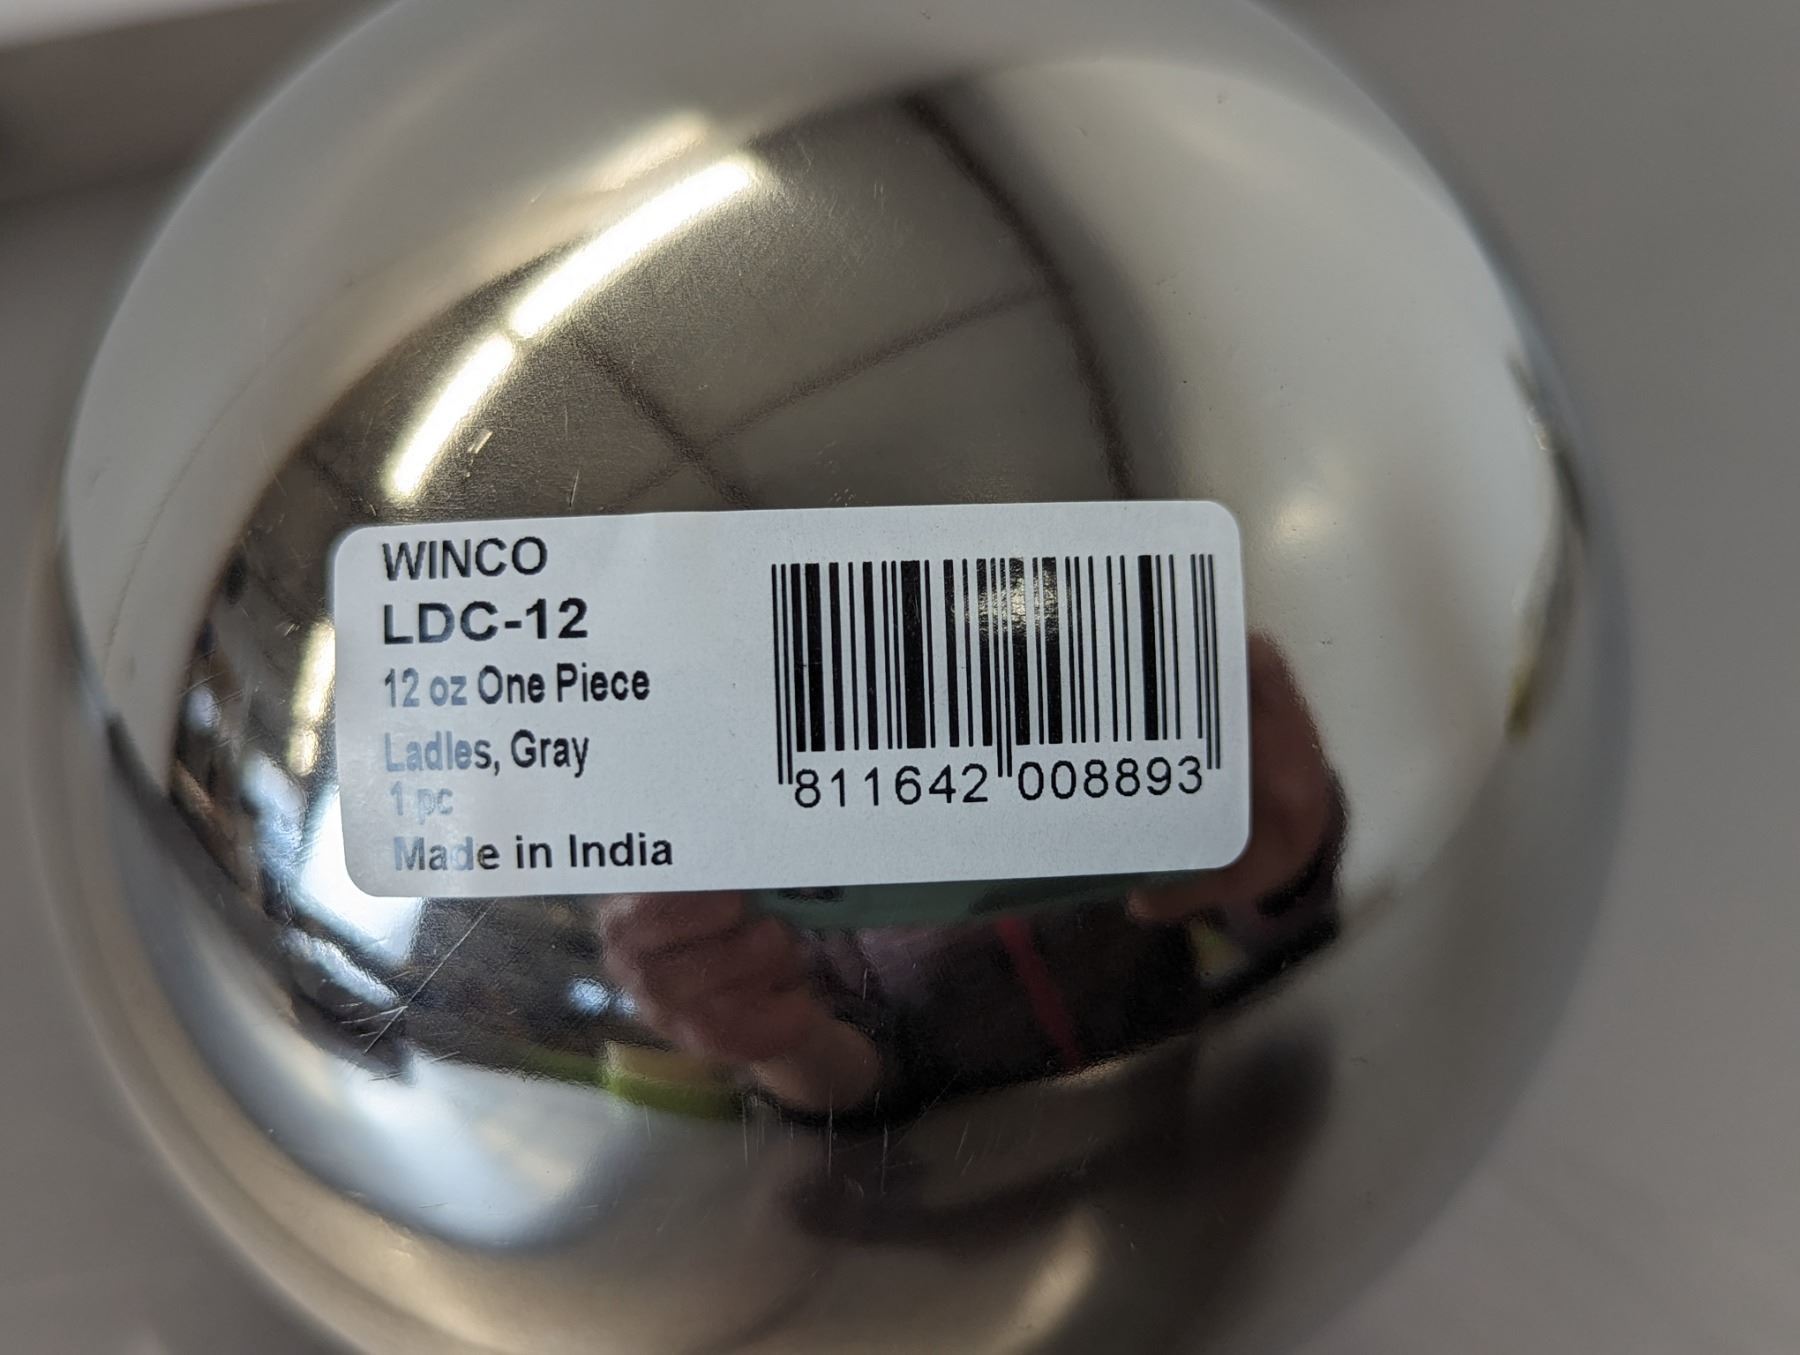 WINCO
LDC-12
12 oz One Piece
Ladles, Gray
1 pc
Made in India
811642 008893